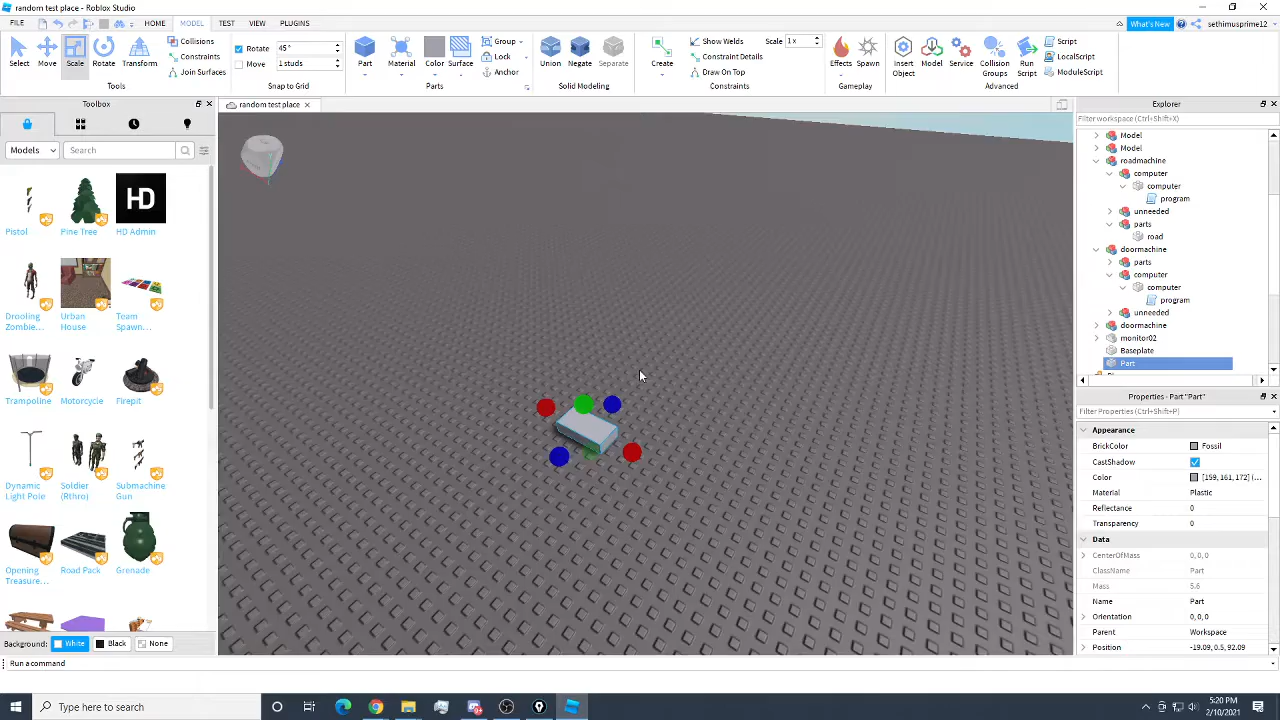 random test place - Roblox Studio
FILE HOME MODEL TEST VIEW PLUGINS What's New sethimusprime12
Select Move Scale Rotate Transform
Collisions
Constraints
Join Surfaces
Tools
Rotate 45°
Move 1 studs
Snap to Grid
Part Material Color Surface
Group
Lock
Anchor
Parts
Union Negate Separate
Solid Modeling
Create
Show Welds
Constraint Details
Draw On Top
Scale 1 x
Constraints
Effects Spawn
Gameplay
Insert Object
Model Service
Collision Groups
Run Script
Script
LocalScript
ModuleScript
Advanced
Toolbox
Models Search
Pistol Pine Tree HD Admin
HD
Drooling Zombie...
Urban House
Team Spawn...
Trampoline Motorcycle Firepit
Dynamic Light Pole
Soldier (Rthro)
Submachine Gun
Opening Treasure...
Road Pack
Grenade
Background: White Black None
random test place
Explorer
Filter workspace (Ctrl+Shift+X)
Model
Model
roadmachine
computer
computer
program
unneeded
parts
road
doormachine
parts
computer
computer
program
unneeded
doormachine
monitor02
Baseplate
Part
Properties - Part "Part"
Filter Properties (Ctrl+Shift+P)
Appearance
BrickColor Fossil
CastShadow
Color [159, 161, 172] (...
Material Plastic
Reflectance 0
Transparency 0
Data
CenterOfMass 0, 0, 0
ClassName Part
Mass 5.6
Name Part
Orientation 0, 0, 0
Parent Workspace
Position -19.09, 0.5, 92.09
Run a command
Type here to search
5:20 PM
2/10/2021